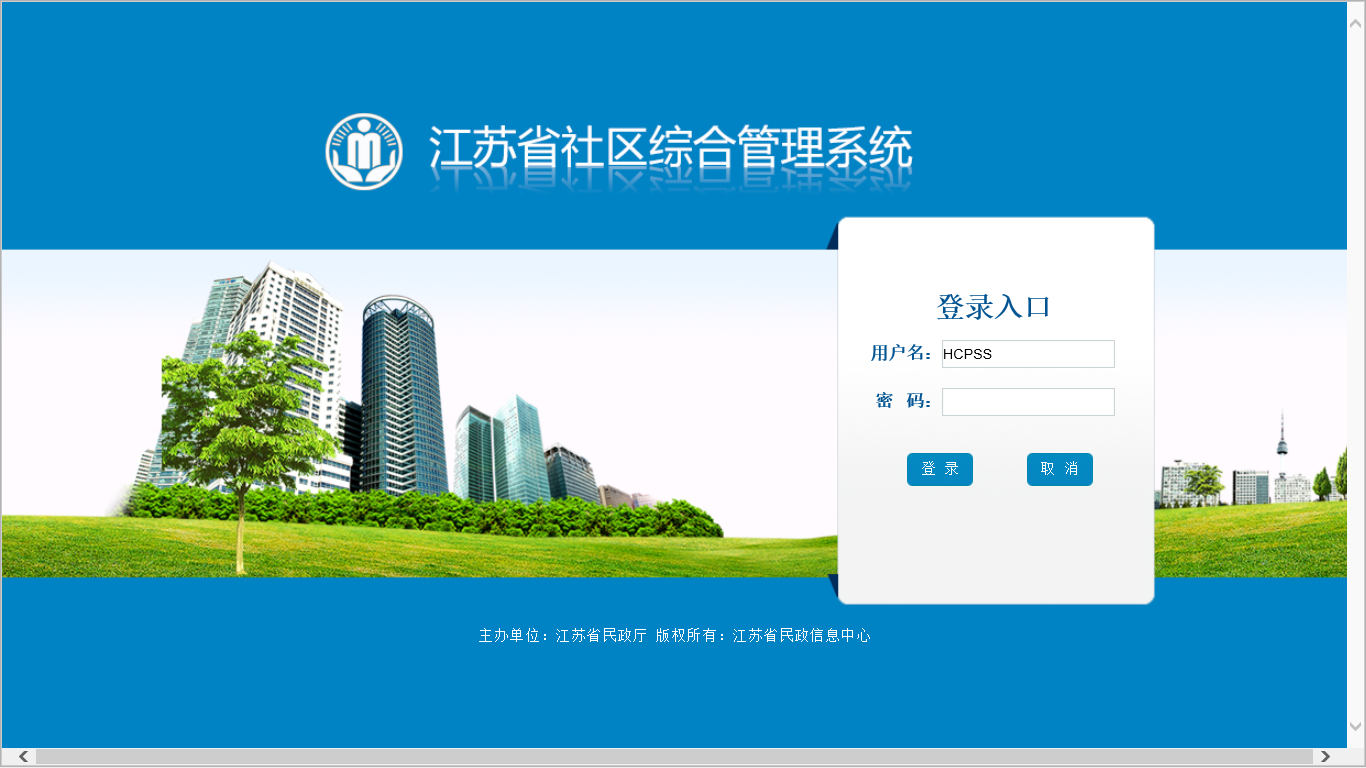 江苏省社区综合管理系统
登录入口
用户名：HCPSS
密 码：
登 录 取 消
主办单位：江苏省民政厅 版权所有：江苏省民政信息中心